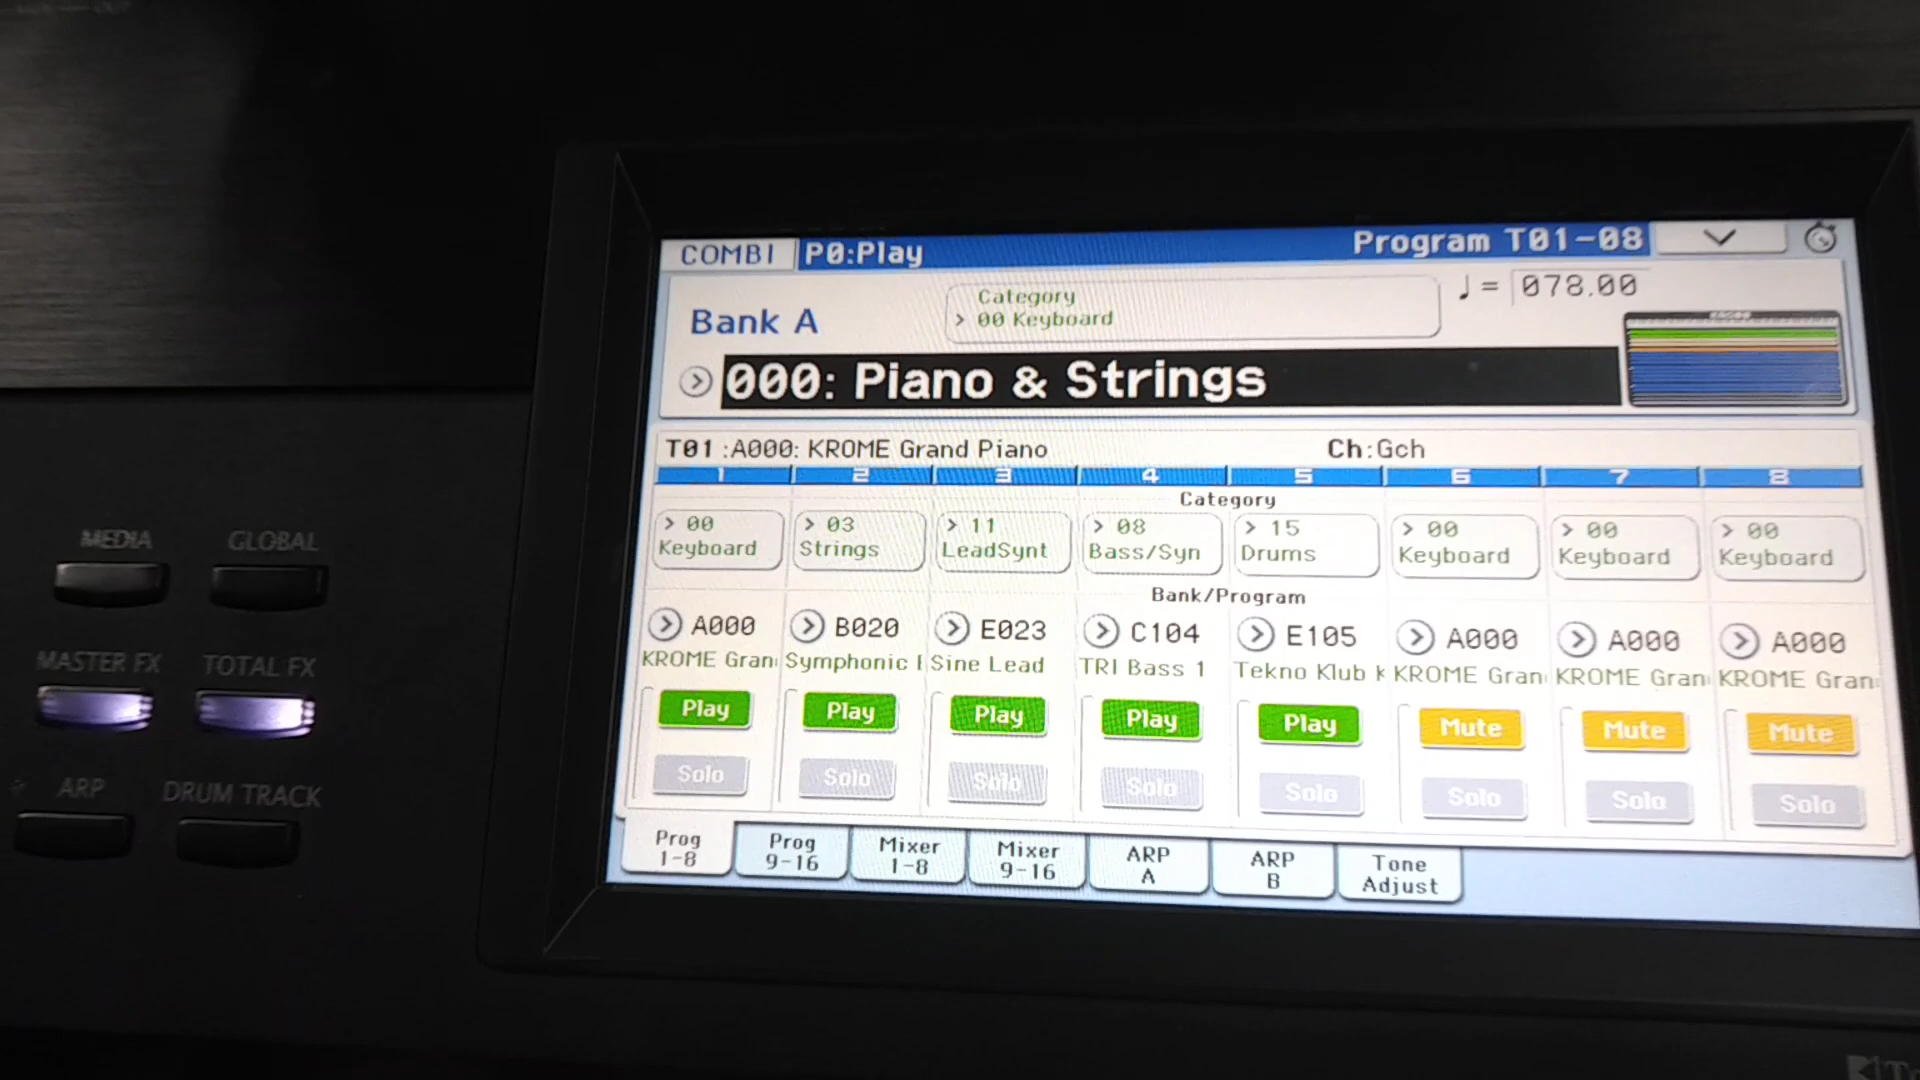 COMBI P0:Play Program T01-08
Category
♩= 078.00
Bank A > 00 Keyboard
000: Piano & Strings
T01 :A000: KROME Grand Piano Ch:Gch
1 2 3 4 5 6 7 8
Category
> 00 > 03 > 11 > 08 > 15 > 00 > 00 > 00
Keyboard Strings LeadSynt Bass/Syn Drums Keyboard Keyboard Keyboard
Bank/Program
A000 B020 E023 C104 E105 A000 A000 A000
KROME Gran Symphonic Sine Lead TRI Bass 1 Tekno Klub K KROME Gran KROME Gran KROME Gran
Play Play Play Play Play Mute Mute Mute
Solo Solo Solo Solo Solo Solo Solo Solo
Prog 1-8
Prog 9-16
Mixer 1-8
Mixer 9-16
ARP A
ARP B
Tone Adjust
MEDIA GLOBAL
MASTER FX TOTAL FX
ARP DRUM TRACK